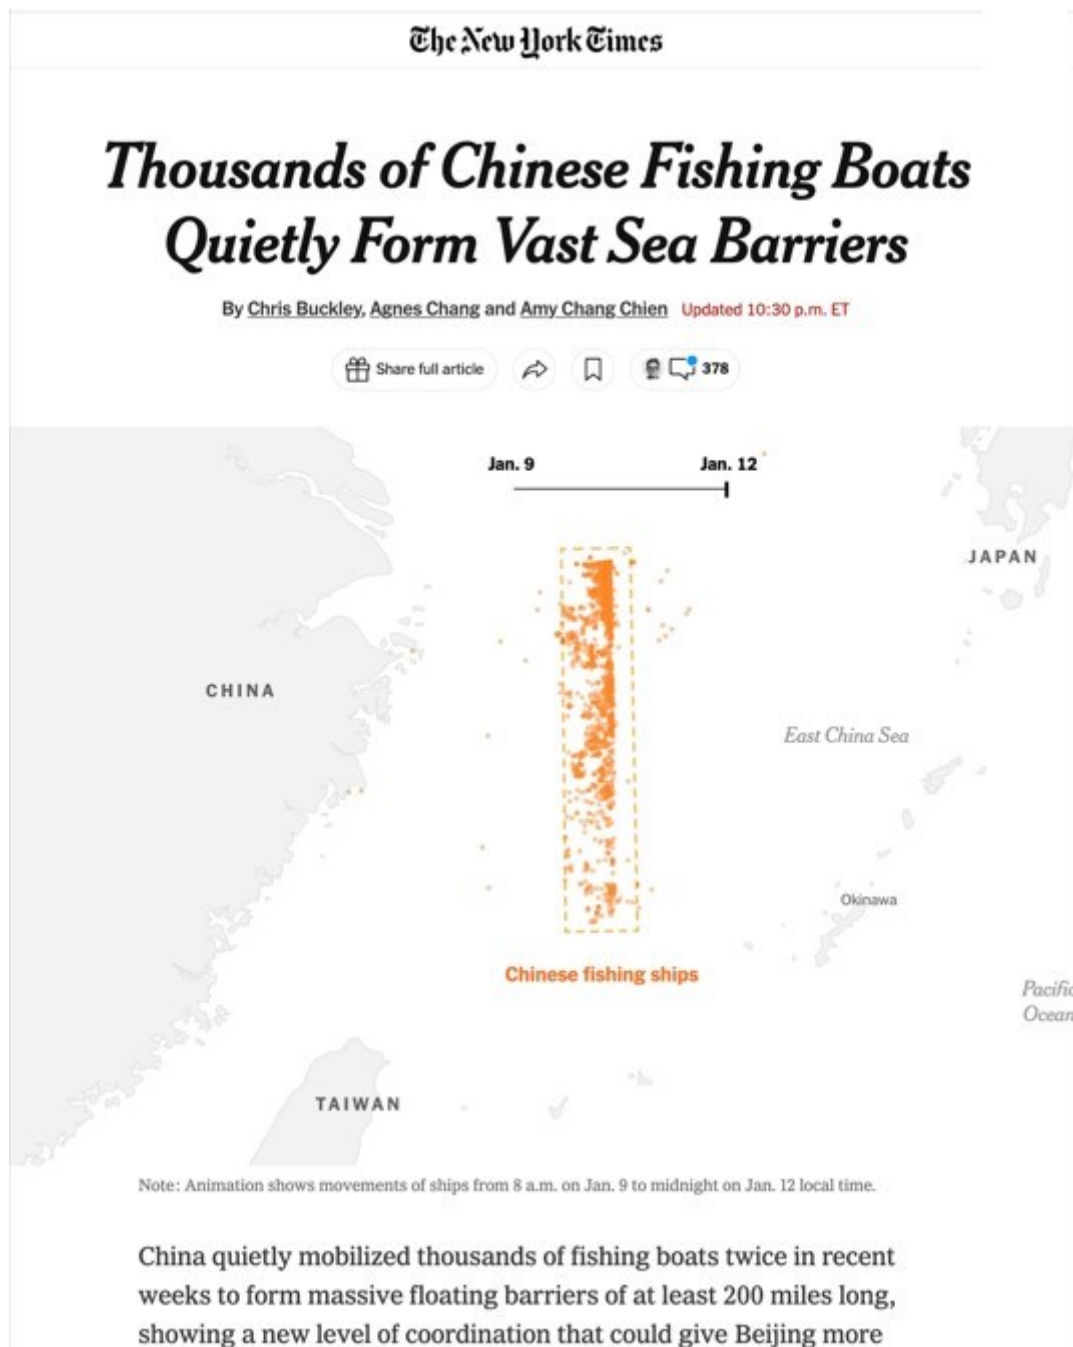 The New York Times
Thousands of Chinese Fishing Boats
Quietly Form Vast Sea Barriers
By Chris Buckley, Agnes Chang and Amy Chang Chien Updated 10:30 p.m. ET
Share full article 378
Jan. 9 Jan. 12
JAPAN
CHINA
East China Sea
Okinawa
Chinese fishing ships
Pacific
Ocean
TAIWAN
Note: Animation shows movements of ships from 8 a.m. on Jan. 9 to midnight on Jan. 12 local time.
China quietly mobilized thousands of fishing boats twice in recent
weeks to form massive floating barriers of at least 200 miles long,
showing a new level of coordination that could give Beijing more